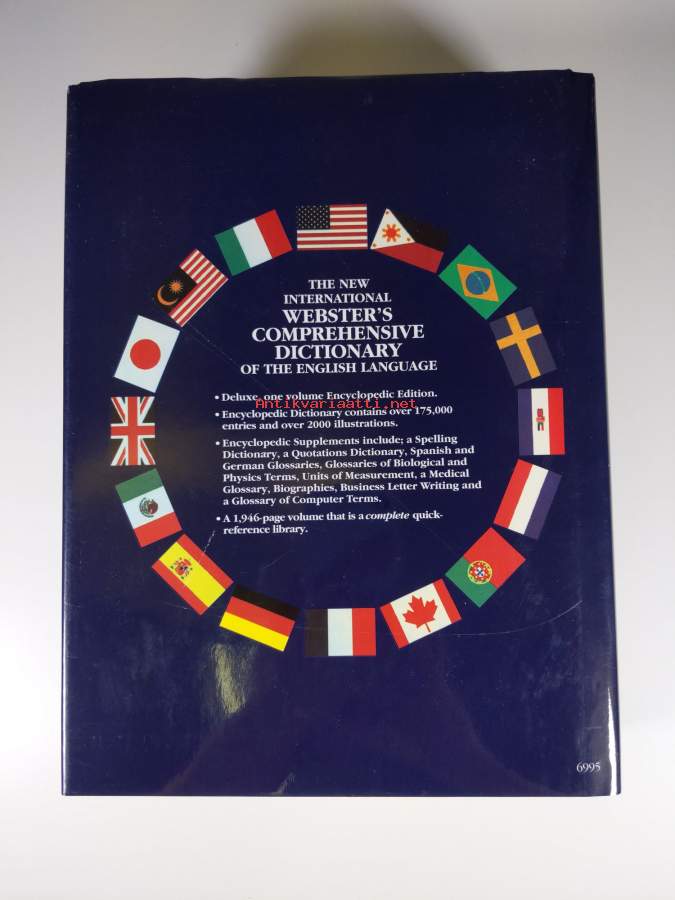 THE NEW
INTERNATIONAL
WEBSTER'S
COMPREHENSIVE
DICTIONARY
OF THE ENGLISH LANGUAGE
• Deluxe, one volume Encyclopedic Edition.
Antikvariaatti.net
• Encyclopedic Dictionary contains over 175,000
entries and over 2000 illustrations.
• Encyclopedic Supplements include; a Spelling
Dictionary, a Quotations Dictionary, Spanish and
German Glossaries, Glossaries of Biological and
Physics Terms, Units of Measurement, a Medical
Glossary, Biographies, Business Letter Writing and
a Glossary of Computer Terms.
• A 1,946-page volume that is a complete quick-
reference library.
6995